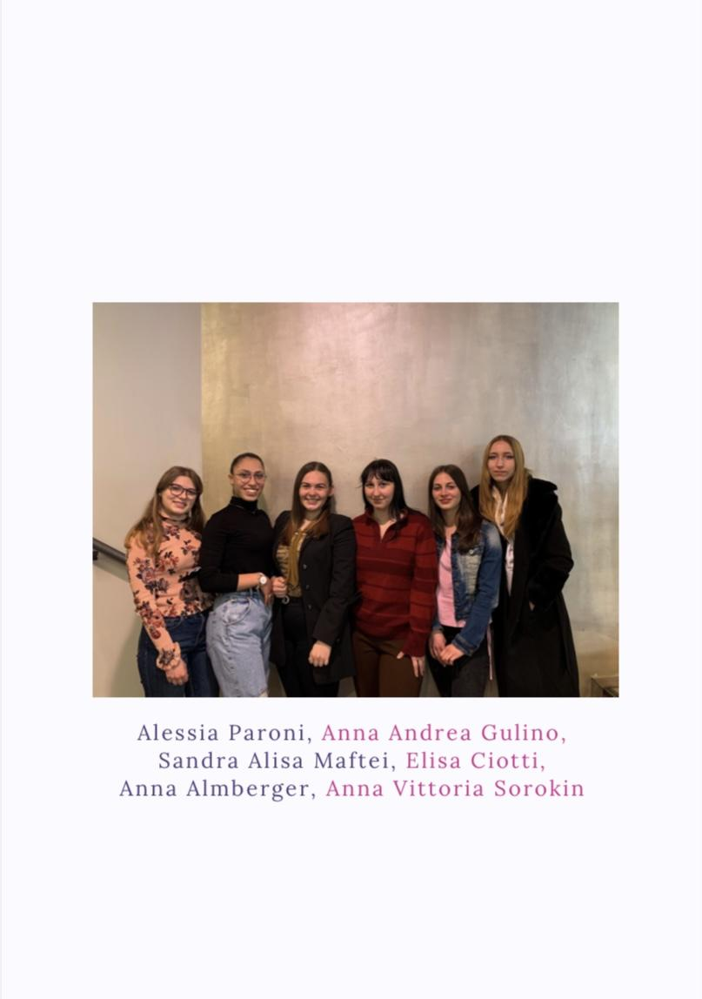 Alessia Paroni, Anna Andrea Gulino,
Sandra Alisa Maftei, Elisa Ciotti,
Anna Almberger, Anna Vittoria Sorokin